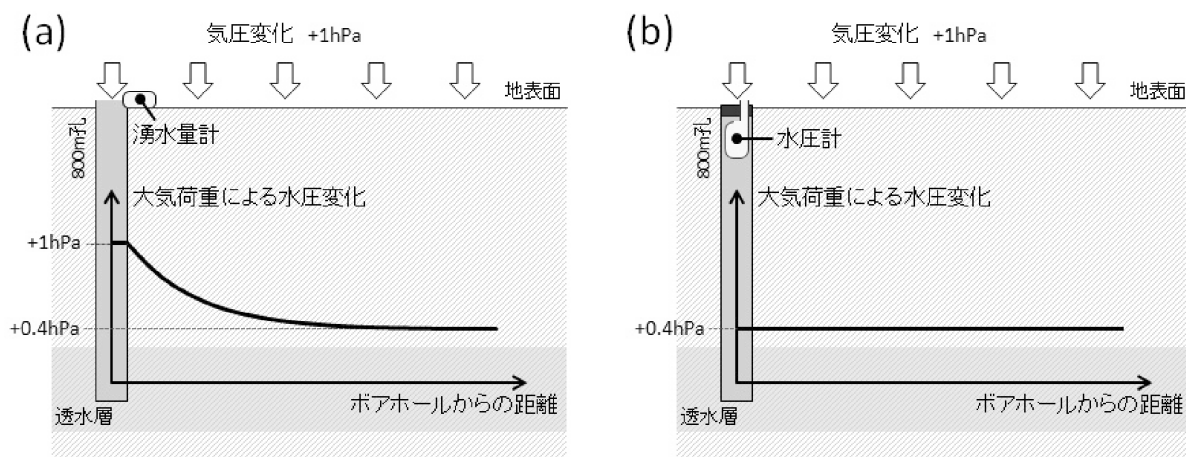 (a)
気圧変化 +1hPa
地表面
800m孔
湧水量計
大気荷重による水圧変化
+1hPa
+0.4hPa
ボアホールからの距離
透水層
(b)
気圧変化 +1hPa
地表面
800m孔
水圧計
大気荷重による水圧変化
+0.4hPa
ボアホールからの距離
透水層